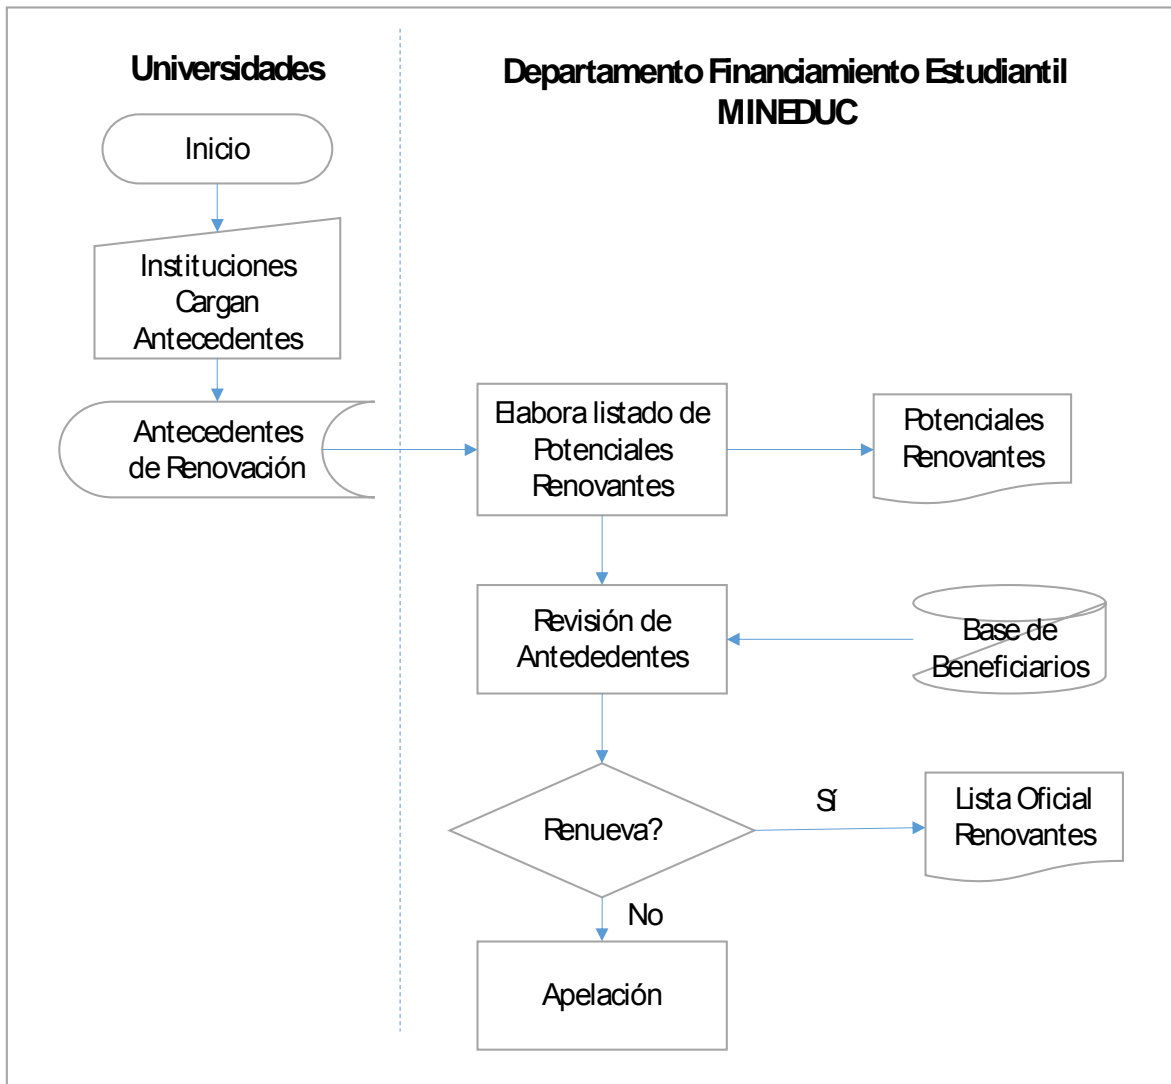 Universidades
Departamento Financiamiento Estudiantil
MINEDUC
Inicio
Instituciones
Cargan
Antecedentes
Antecedentes
de Renovación
Elabora listado de
Potenciales
Renovantes
Potenciales
Renovantes
Revisión de
Antededentes
Base de
Beneficiarios
Renueva?
Sí
Lista Oficial
Renovantes
No
Apelación